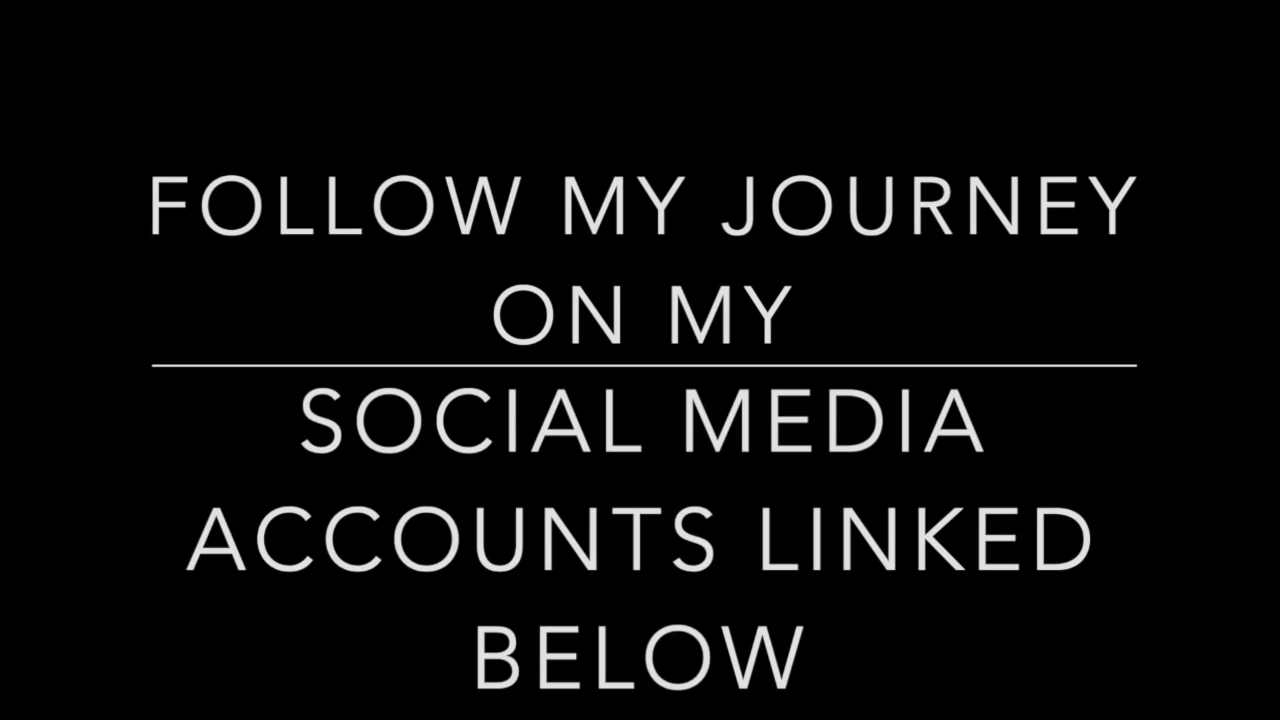 FOLLOW MY JOURNEY
ON MY
SOCIAL MEDIA
ACCOUNTS LINKED
BELOW